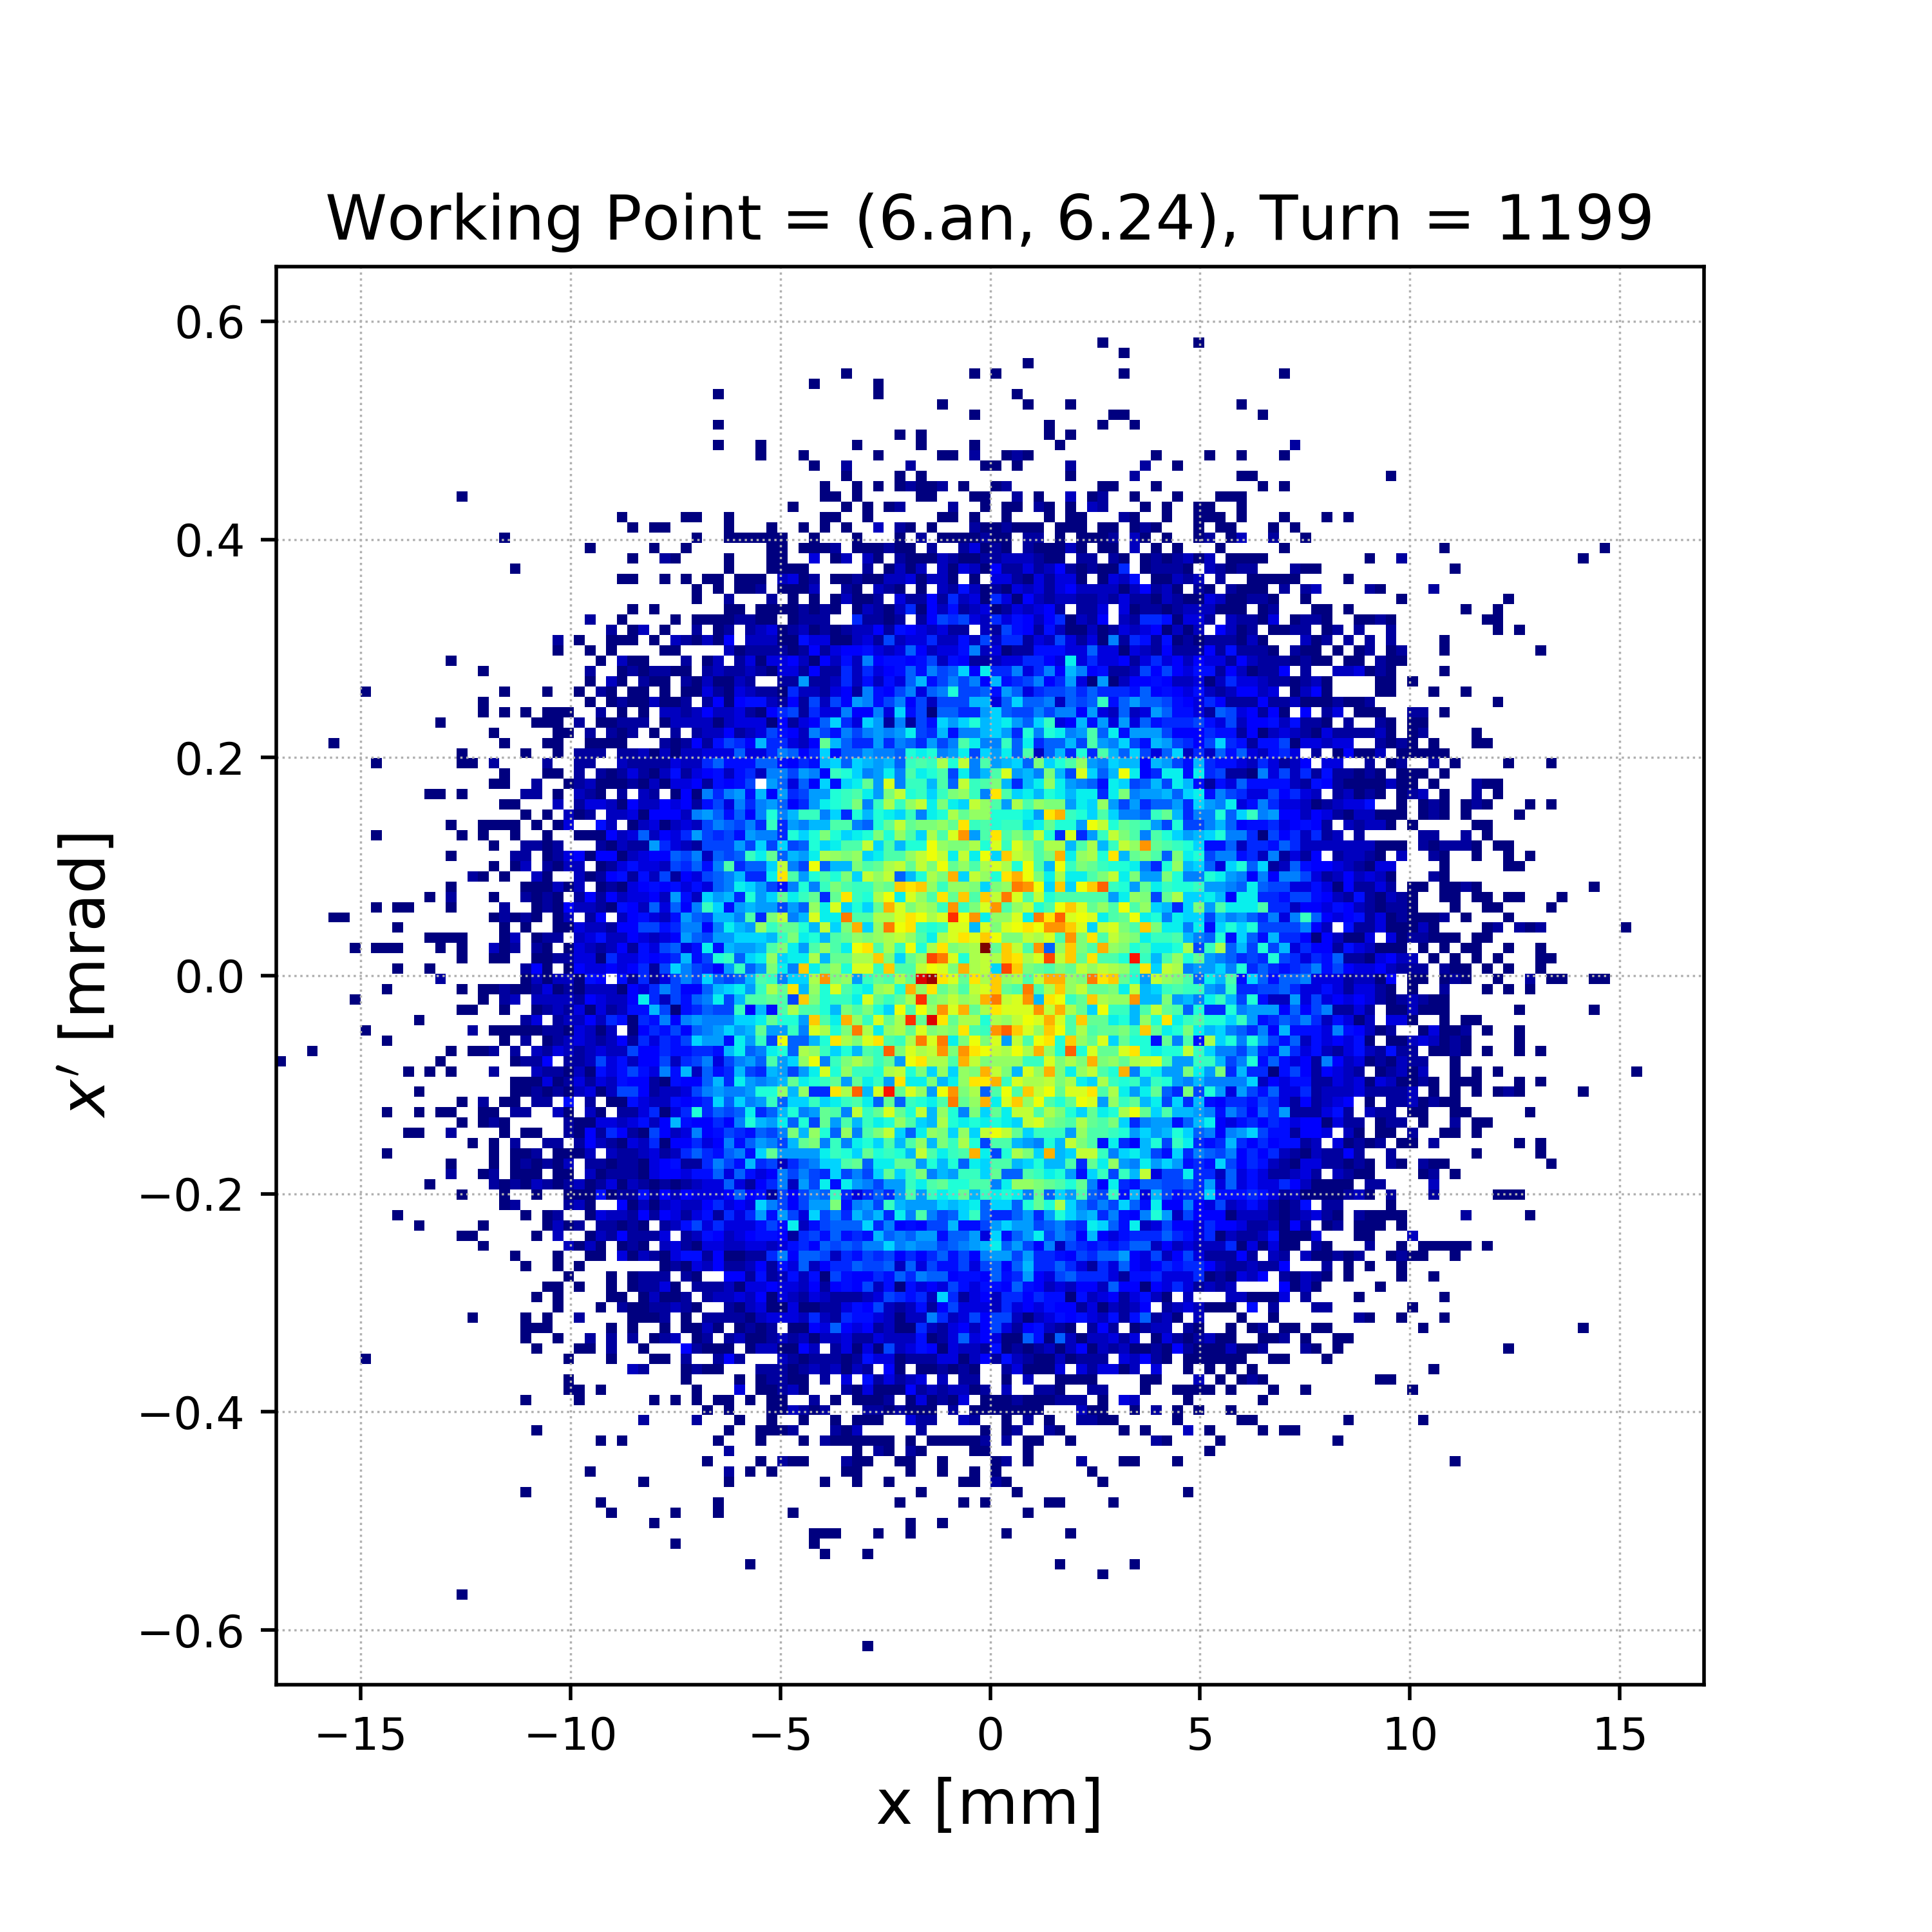 Working Point = (6.an, 6.24), Turn = 1199
0.6
0.4
0.2
0.0
−0.2
−0.4
−0.6
x′ [mrad]
−15 −10 −5 0 5 10 15
x [mm]